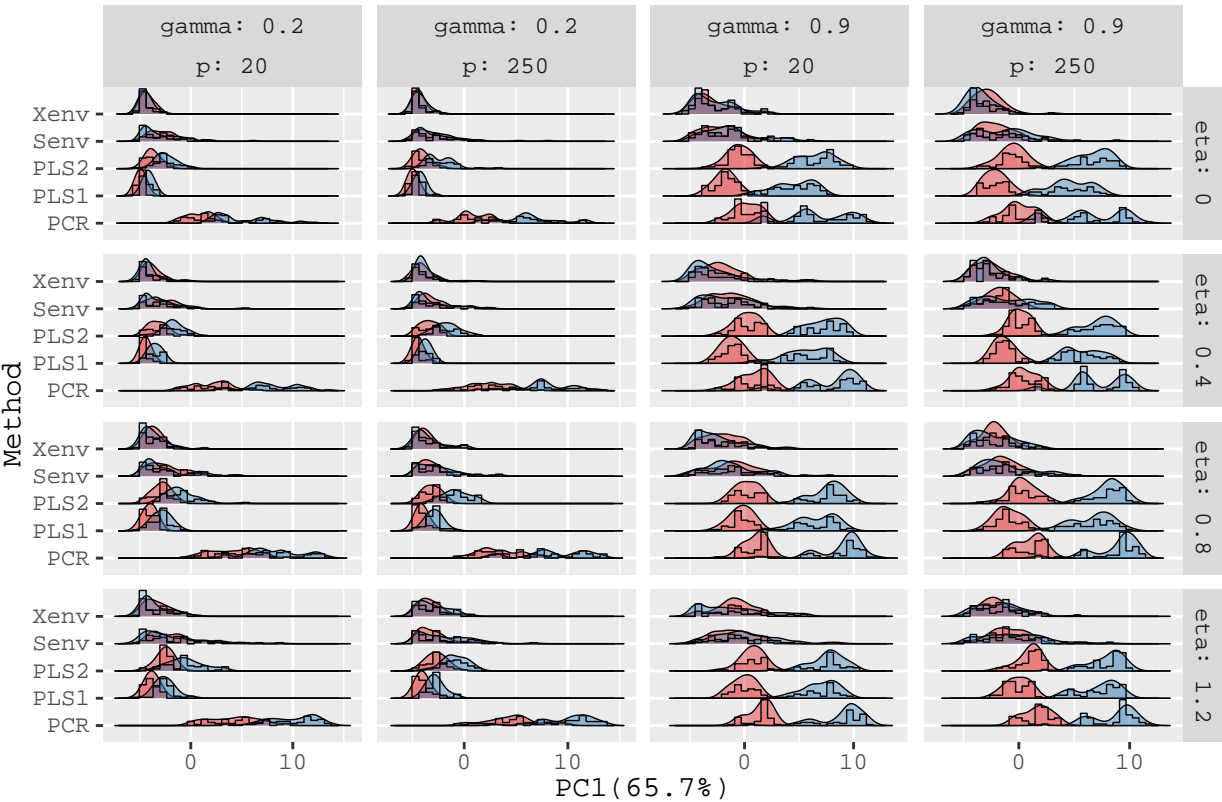 gamma: 0.2
p: 20
gamma: 0.2
p: 250
gamma: 0.9
p: 20
gamma: 0.9
p: 250
Method
Xenv
Senv
PLS2
PLS1
PCR
eta: 0
Xenv
Senv
PLS2
PLS1
PCR
eta: 0.4
Xenv
Senv
PLS2
PLS1
PCR
eta: 0.8
Xenv
Senv
PLS2
PLS1
PCR
eta: 1.2
0 10
0 10
0 10
0 10
PC1(65.7%)